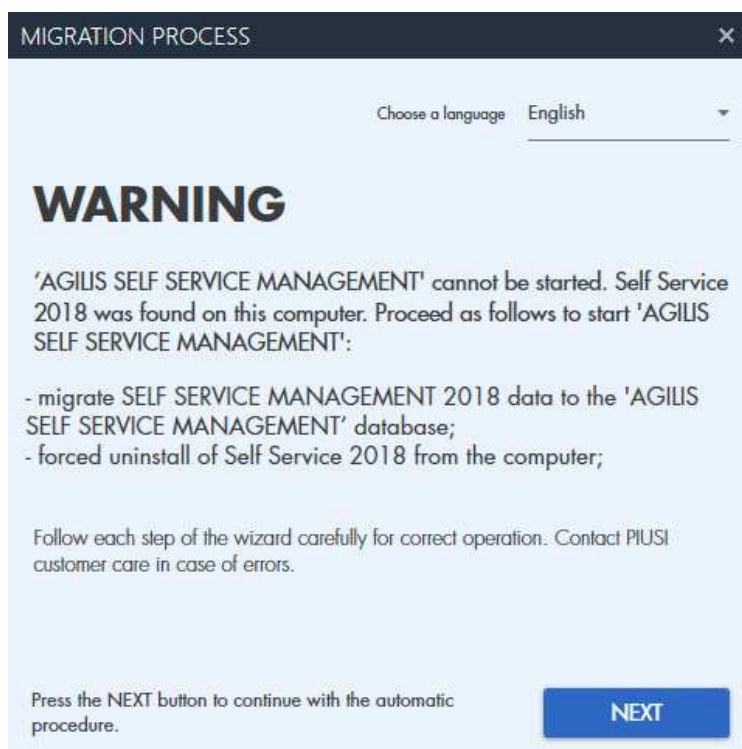 MIGRATION PROCESS
Choose a language English
WARNING
‘AGILIS SELF SERVICE MANAGEMENT' cannot be started. Self Service
2018 was found on this computer. Proceed as follows to start 'AGILIS
SELF SERVICE MANAGEMENT':
- migrate SELF SERVICE MANAGEMENT 2018 data to the 'AGILIS
SELF SERVICE MANAGEMENT’ database;
- forced uninstall of Self Service 2018 from the computer;
Follow each step of the wizard carefully for correct operation. Contact PIUSI
customer care in case of errors.
Press the NEXT button to continue with the automatic
procedure.
NEXT